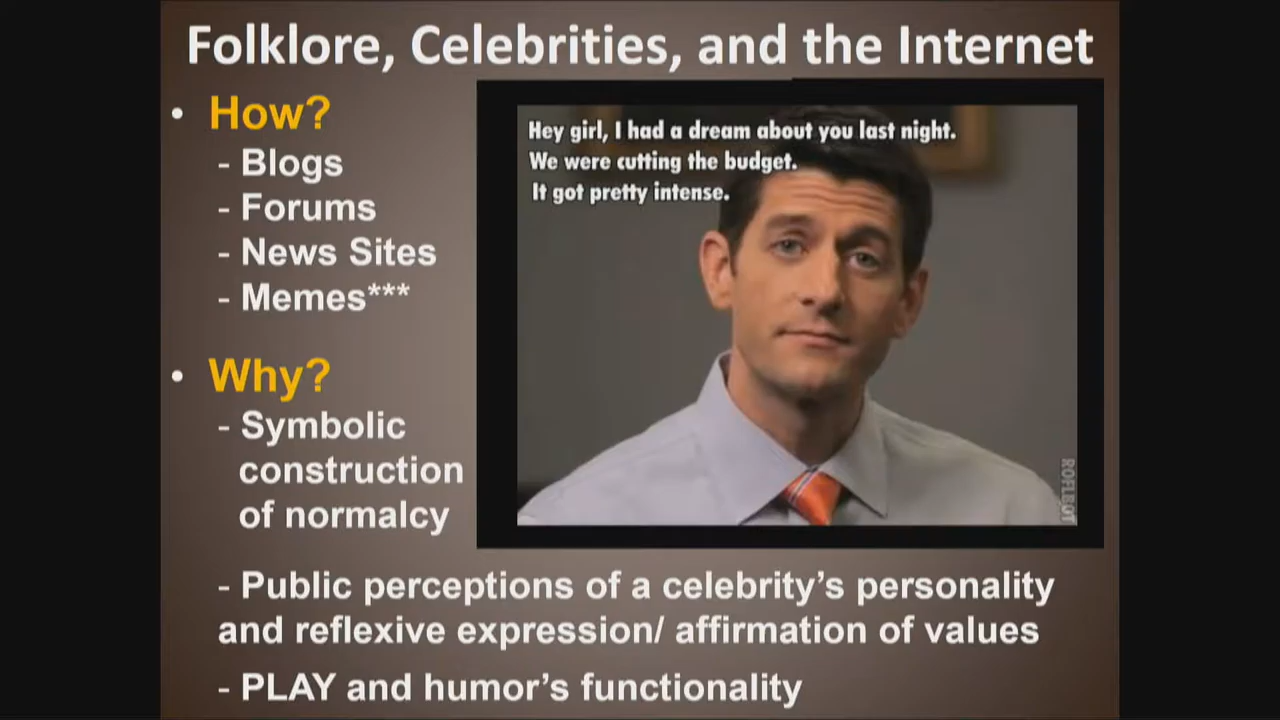 Folklore, Celebrities, and the Internet
• How?
- Blogs
- Forums
- News Sites
- Memes***
Hey girl, I had a dream about you last night.
We were cutting the budget.
It got pretty intense.
ROFLBOT
• Why?
- Symbolic
construction
of normalcy
- Public perceptions of a celebrity’s personality
and reflexive expression/ affirmation of values
- PLAY and humor’s functionality